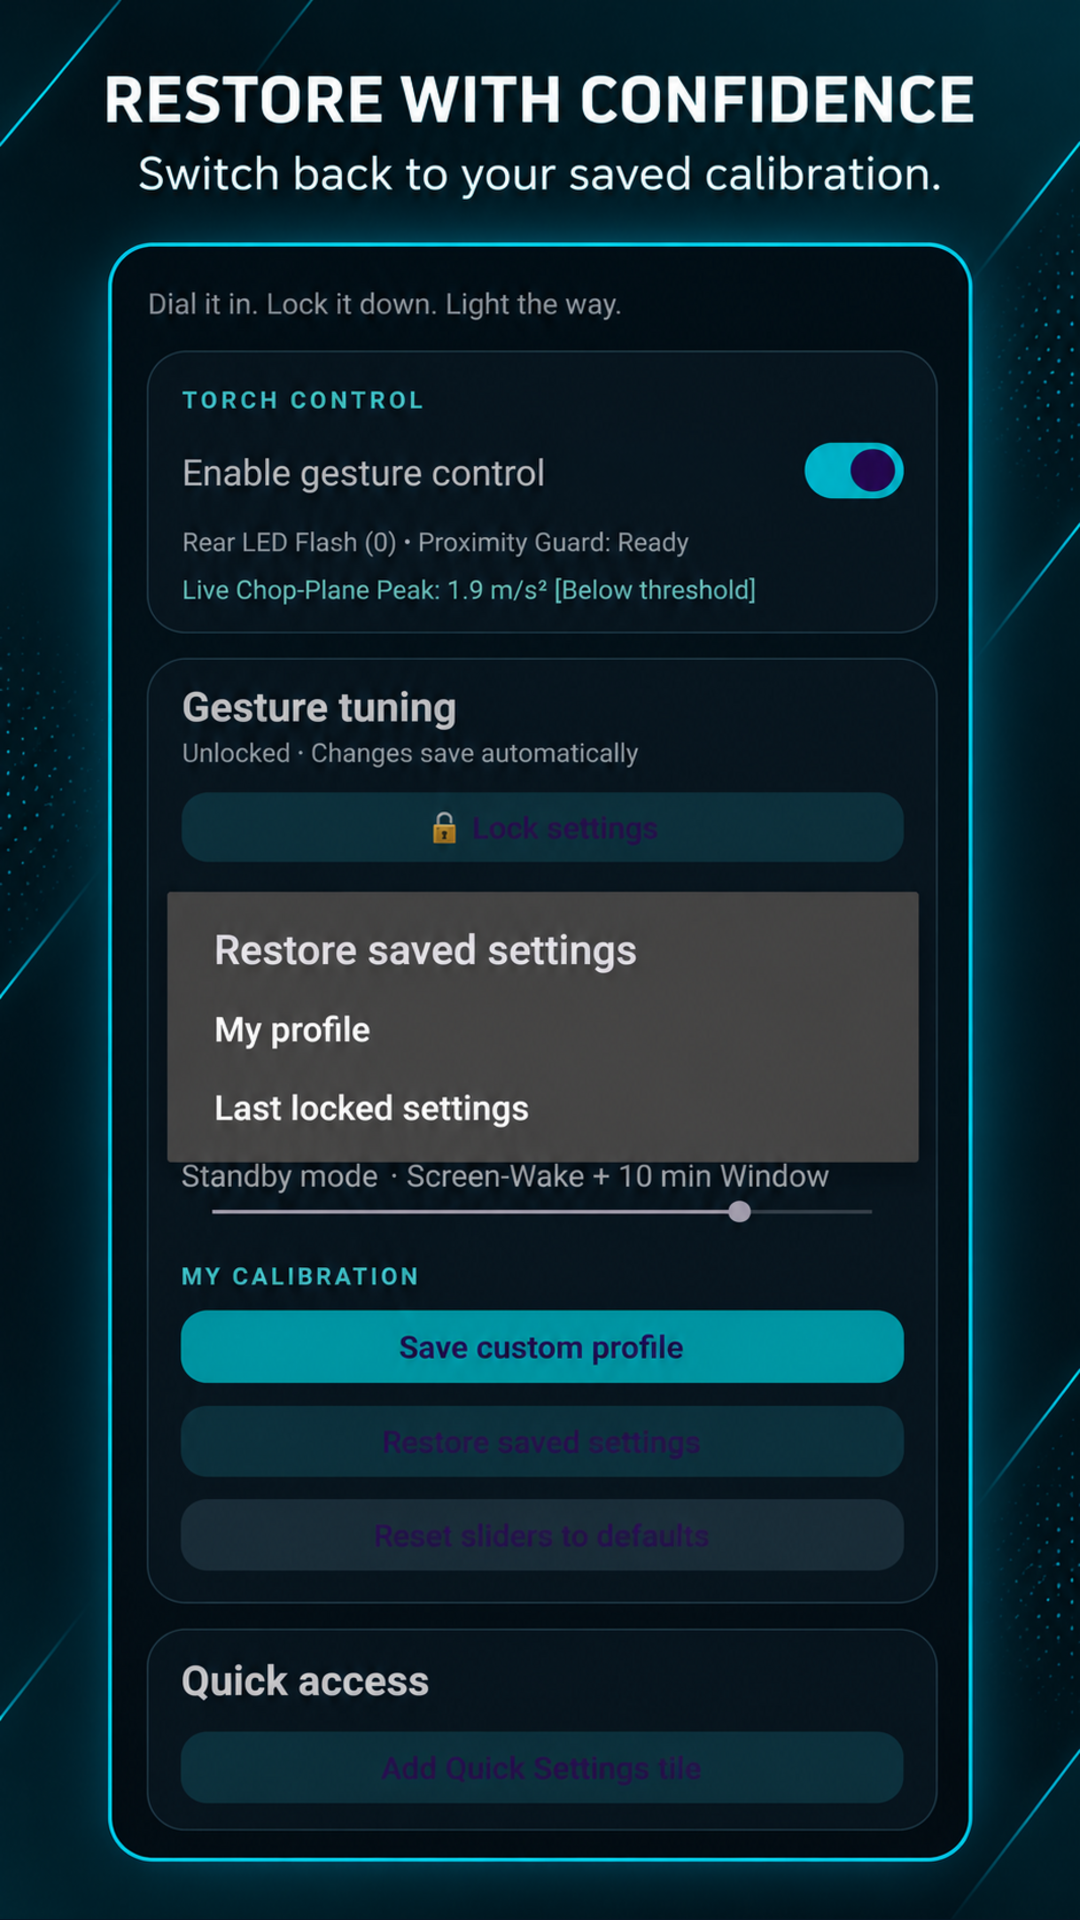 RESTORE WITH CONFIDENCE
Switch back to your saved calibration.
Dial it in. Lock it down. Light the way.
TORCH CONTROL
Enable gesture control
Rear LED Flash (0) • Proximity Guard: Ready
Live Chop-Plane Peak: 1.9 m/s² [Below threshold]
Gesture tuning
Unlocked · Changes save automatically
🔓 Lock settings
Restore saved settings
My profile
Last locked settings
Standby mode · Screen-Wake + 10 min Window
MY CALIBRATION
Save custom profile
Restore saved settings
Reset sliders to defaults
Quick access
Add Quick Settings tile